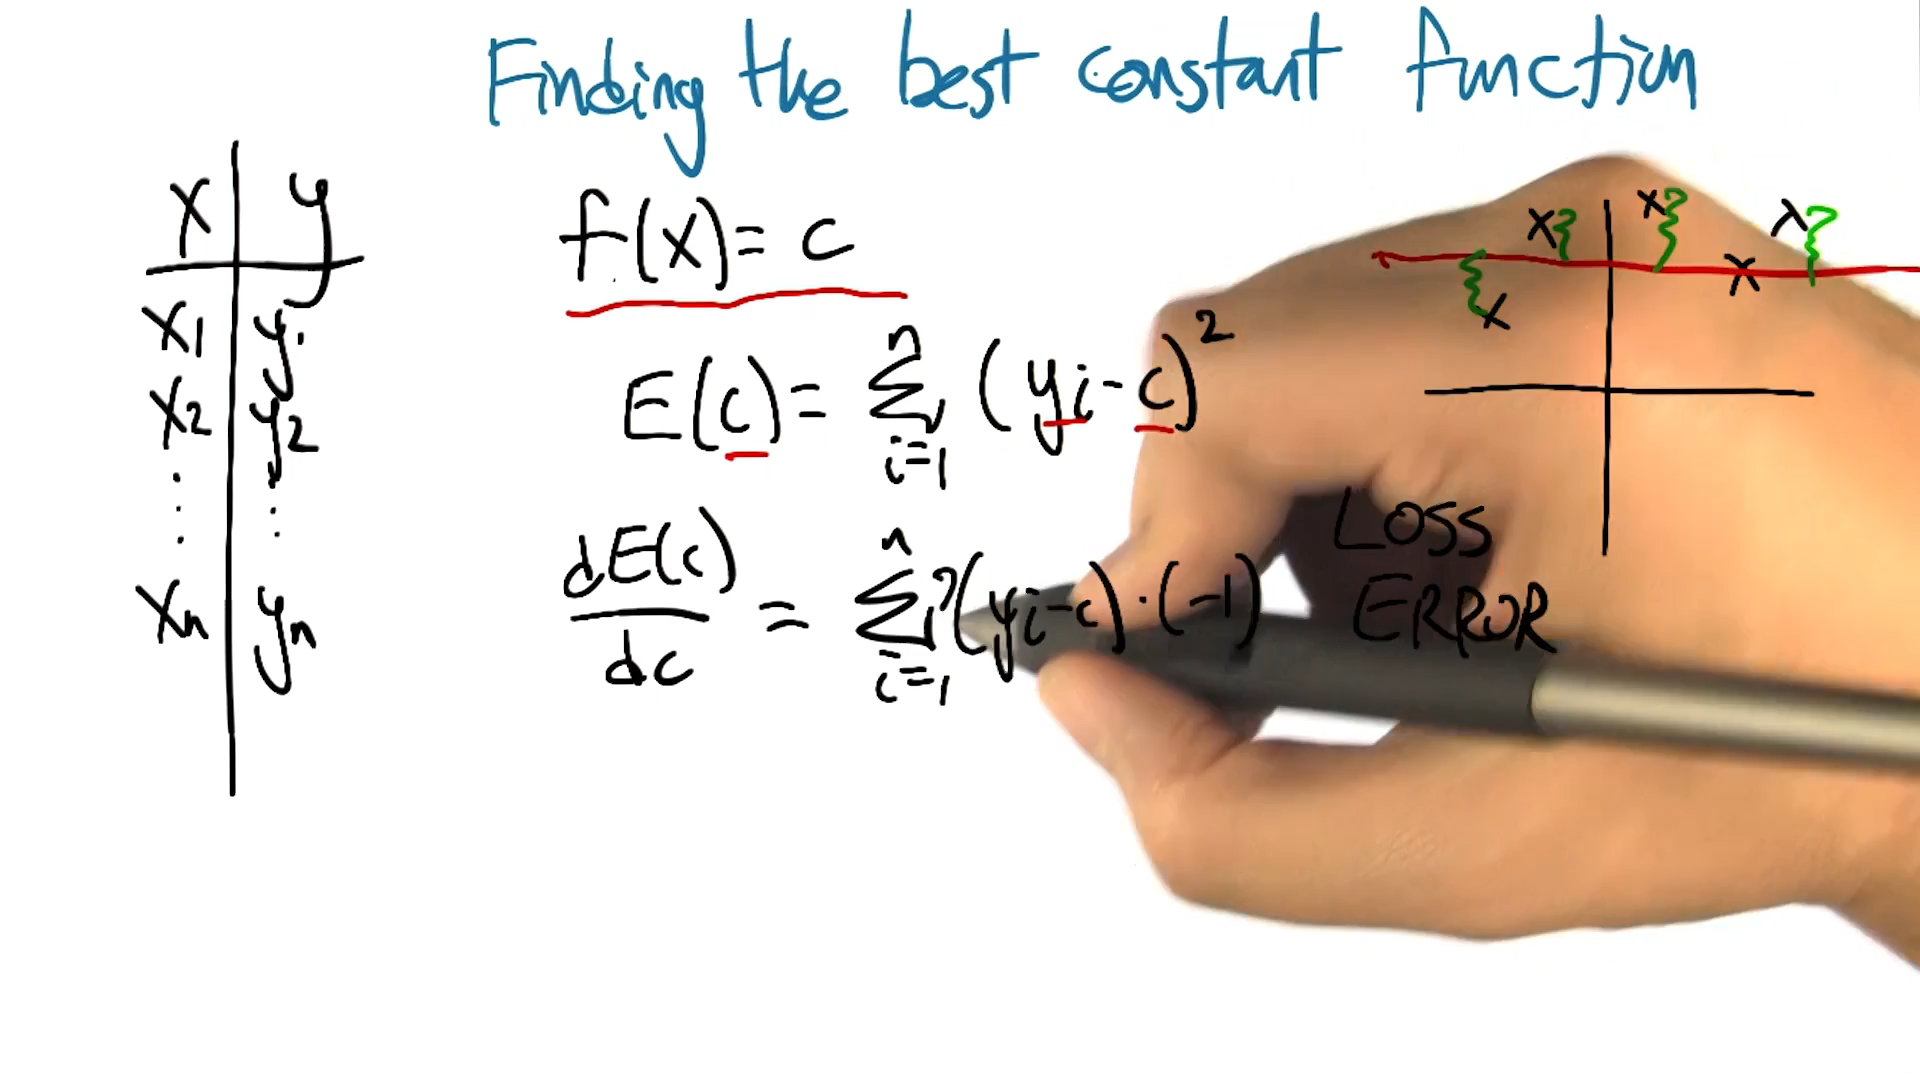 Finding the best constant function
x y
x1 y1
x2 y2
: :
xn yn
f(x) = c
E(c) = Σ_{i=1}^{n} (yi - c)^2
dE(c)/dc = Σ_{i=1}^{n} 2(yi - c) · (-1)
x x x x x
LOSS
ERROR